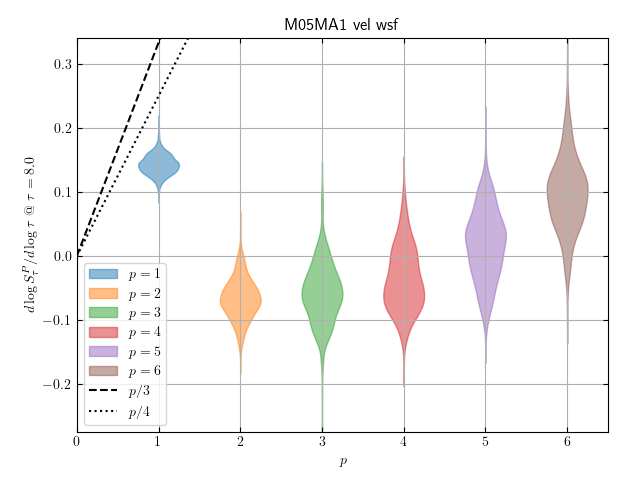 M05MA1 vel wsf
d log S_τ^P / d log τ @ τ = 8.0
0.3
0.2
0.1
0.0
−0.1
−0.2
p = 1
p = 2
p = 3
p = 4
p = 5
p = 6
p/3
p/4
0 1 2 3 4 5 6
p